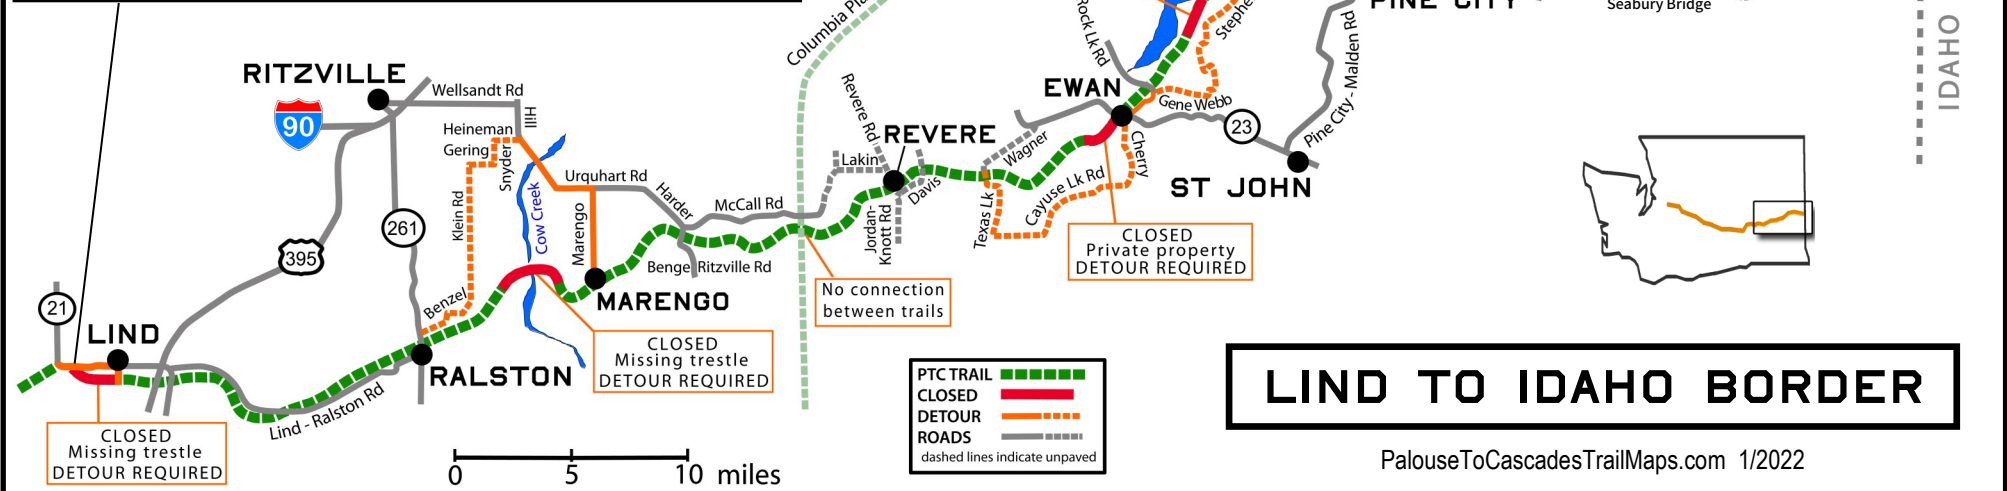 PINE CITY
Seabury Bridge
Columbia Pla
Rock Lk Rd
Stephe
IDAHO
RITZVILLE
Wellsandt Rd
90
Hill
Heineman
Gering
Snyder
Klein Rd
Cow Creek
Urquhart Rd
Marengo
Harder
McCall Rd
Revere Rd
REVERE
Lakin
Davis
Jordan-
Knott Rd
EWAN
Gene Webb
23
Pine City - Malden Rd
Wagner
Cherry
ST JOHN
Texas Lk
Cayuse Lk Rd
CLOSED
Private property
DETOUR REQUIRED
261
395
Benge Ritzville Rd
MARENGO
No connection
between trails
21
LIND
Benzel
RALSTON
CLOSED
Missing trestle
DETOUR REQUIRED
Lind - Ralston Rd
CLOSED
Missing trestle
DETOUR REQUIRED
0 5 10 miles
PTC TRAIL
CLOSED
DETOUR
ROADS
dashed lines indicate unpaved
LIND TO IDAHO BORDER
PalouseToCascadesTrailMaps.com 1/2022